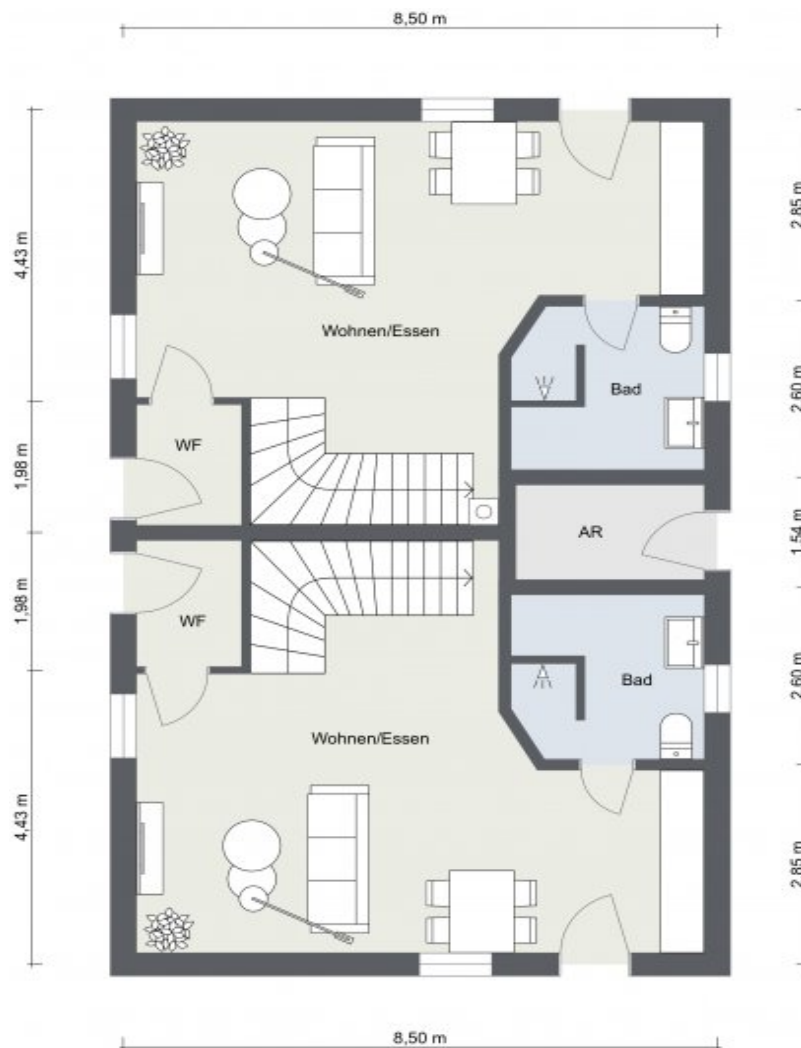 8,50 m
2,85 m
4,43 m
Wohnen/Essen
Bad
2,60 m
WF
1,98 m
AR
1,54 m
1,98 m
WF
Bad
2,60 m
Wohnen/Essen
4,43 m
2,85 m
8,50 m